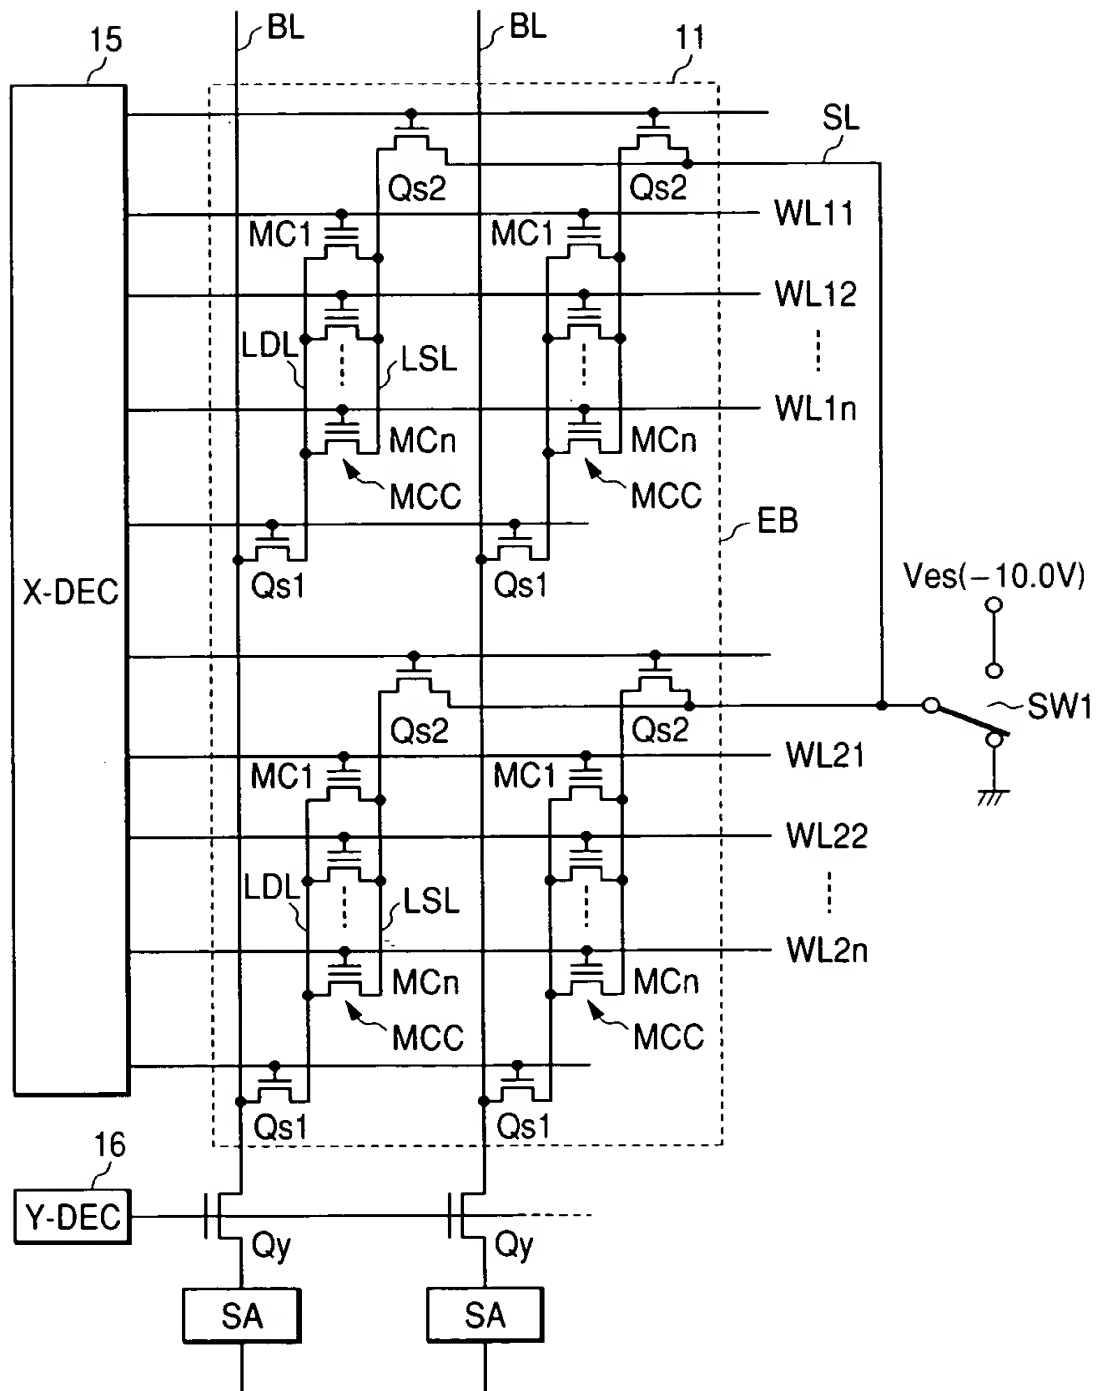 BL
BL
15
11
SL
Qs2
Qs2
MC1
MC1
WL11
WL12
LDL
LSL
WL1n
MCn
MCn
MCC
MCC
EB
X-DEC
Qs1
Qs1
Ves(−10.0V)
Qs2
Qs2
SW1
MC1
MC1
WL21
WL22
LDL
LSL
WL2n
MCn
MCn
MCC
MCC
Qs1
Qs1
16
Y-DEC
Qy
Qy
SA
SA